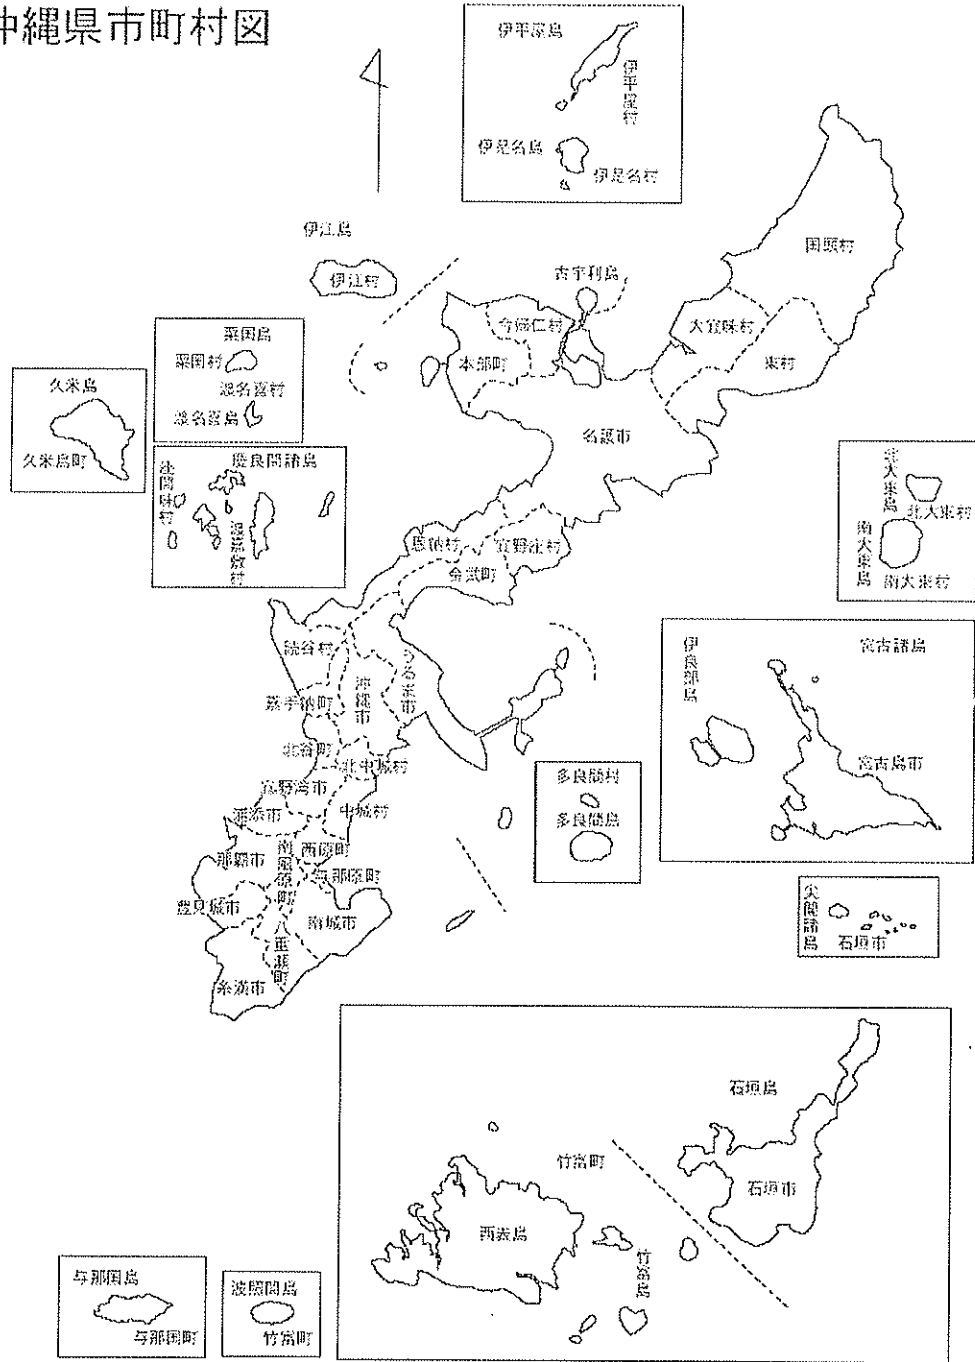 沖縄県市町村図
伊平屋島
伊平屋村
伊是名島
伊是名村
伊江島
伊江村
国頭村
古宇利島
今帰仁村
大宜味村
本部町
東村
名護市
粟国島
粟国村
渡名喜村
渡名喜島
久米島
久米島町
慶良間諸島
座間味村
渡嘉敷村
北大東島
北大東村
南大東島
南大東村
恩納村
宜野座村
金武町
読谷村
うるま市
沖縄市
嘉手納町
北谷町
北中城村
宜野湾市
中城村
浦添市
西原町
那覇市
南風原町
与那原町
豊見城市
南城市
八重瀬町
糸満市
伊良部島
宮古諸島
宮古島市
多良間村
多良間島
尖閣諸島
石垣市
石垣島
竹富町
石垣市
西表島
竹富島
与那国島
与那国町
波照間島
竹富町